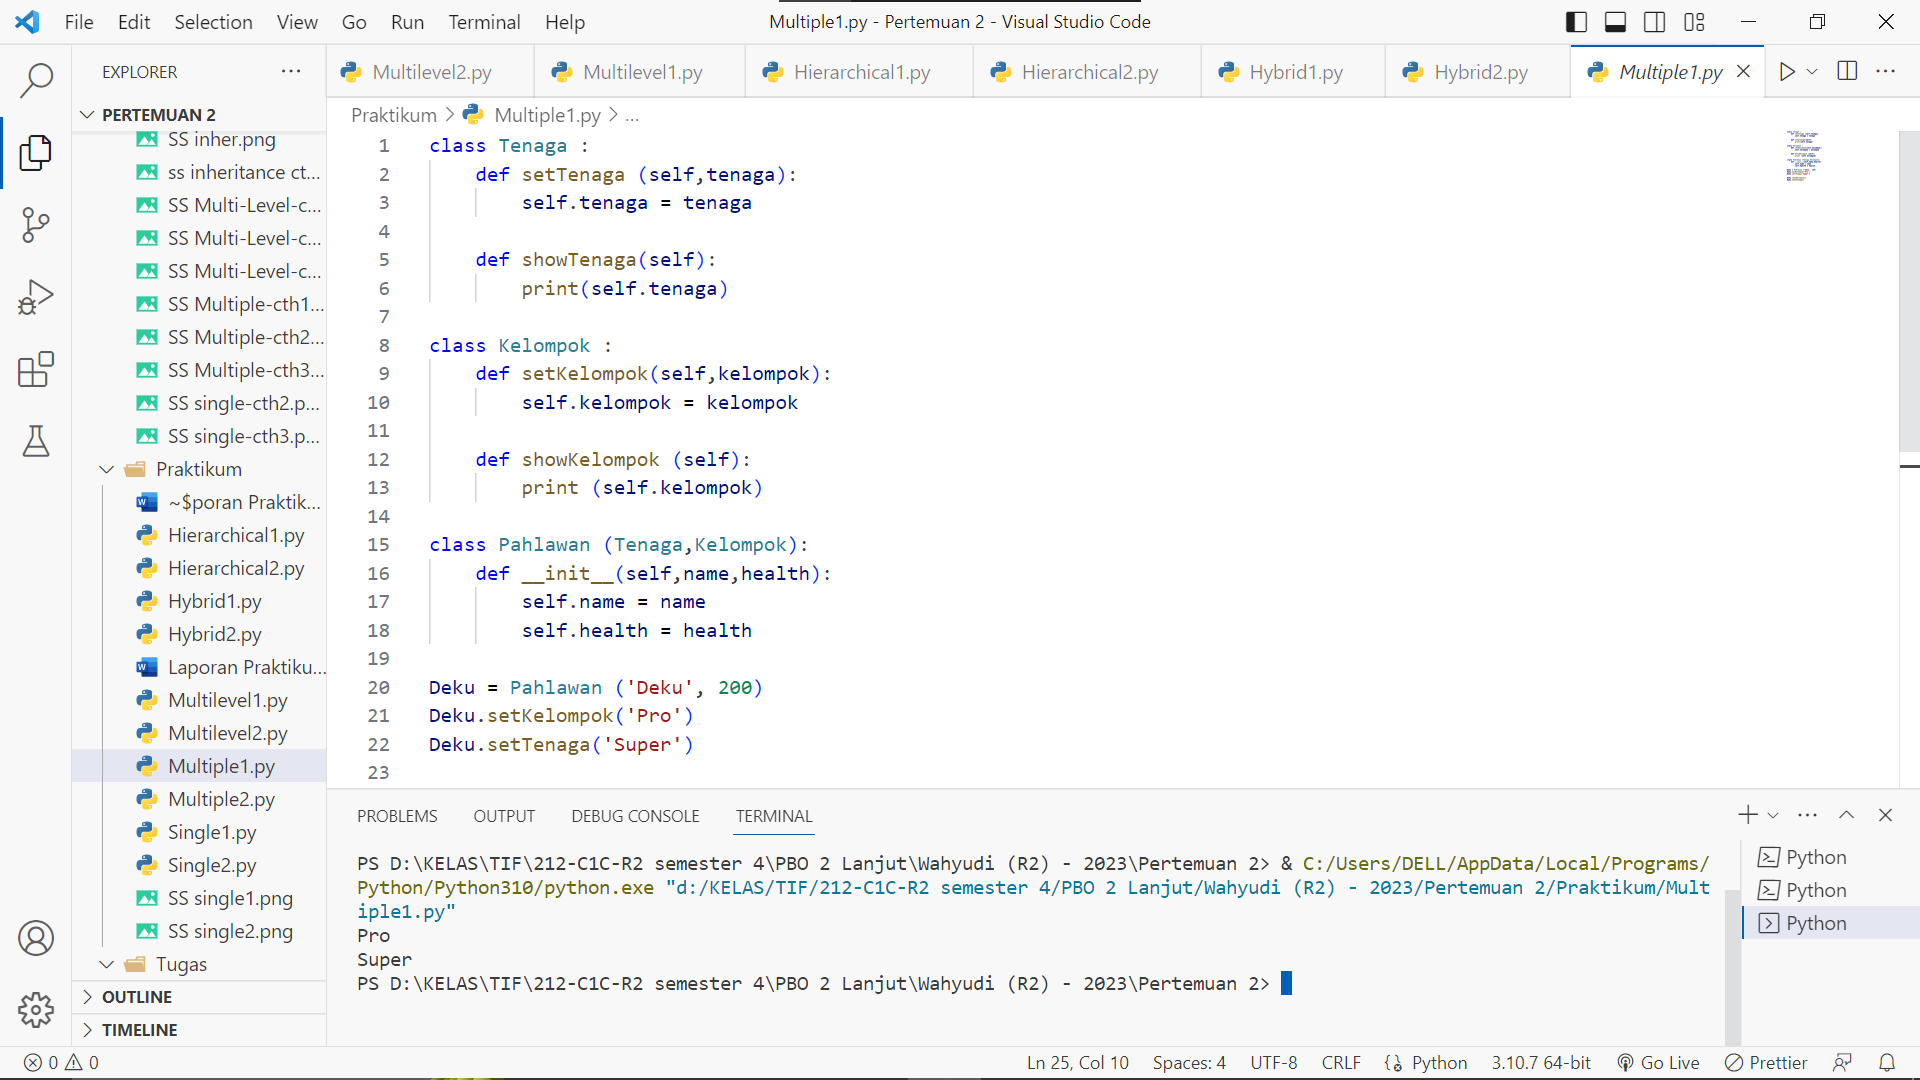 File Edit Selection View Go Run Terminal Help
Multiple1.py - Pertemuan 2 - Visual Studio Code
EXPLORER
PERTEMUAN 2
SS inher.png
ss inheritance ct...
SS Multi-Level-c...
SS Multi-Level-c...
SS Multi-Level-c...
SS Multiple-cth1...
SS Multiple-cth2...
SS Multiple-cth3...
SS single-cth2.p...
SS single-cth3.p...
Praktikum
~$poran Praktik...
Hierarchical1.py
Hierarchical2.py
Hybrid1.py
Hybrid2.py
Laporan Praktiku...
Multilevel1.py
Multilevel2.py
Multiple1.py
Multiple2.py
Single1.py
Single2.py
SS single1.png
SS single2.png
Tugas
OUTLINE
TIMELINE
Multilevel2.py Multilevel1.py Hierarchical1.py Hierarchical2.py Hybrid1.py Hybrid2.py Multiple1.py
Praktikum > Multiple1.py > ...
1 class Tenaga :
2     def setTenaga (self,tenaga):
3         self.tenaga = tenaga
4
5     def showTenaga(self):
6         print(self.tenaga)
7
8 class Kelompok :
9     def setKelompok(self,kelompok):
10         self.kelompok = kelompok
11
12     def showKelompok (self):
13         print (self.kelompok)
14
15 class Pahlawan (Tenaga,Kelompok):
16     def __init__(self,name,health):
17         self.name = name
18         self.health = health
19
20 Deku = Pahlawan ('Deku', 200)
21 Deku.setKelompok('Pro')
22 Deku.setTenaga('Super')
23
PROBLEMS OUTPUT DEBUG CONSOLE TERMINAL
PS D:\KELAS\TIF\212-C1C-R2 semester 4\PBO 2 Lanjut\Wahyudi (R2) - 2023\Pertemuan 2> & C:/Users/DELL/AppData/Local/Programs/
Python/Python310/python.exe "d:/KELAS/TIF/212-C1C-R2 semester 4/PBO 2 Lanjut/Wahyudi (R2) - 2023/Pertemuan 2/Praktikum/Mult
iple1.py"
Pro
Super
PS D:\KELAS\TIF\212-C1C-R2 semester 4\PBO 2 Lanjut\Wahyudi (R2) - 2023\Pertemuan 2>
Python
Python
Python
0 0 Ln 25, Col 10 Spaces: 4 UTF-8 CRLF Python 3.10.7 64-bit Go Live Prettier